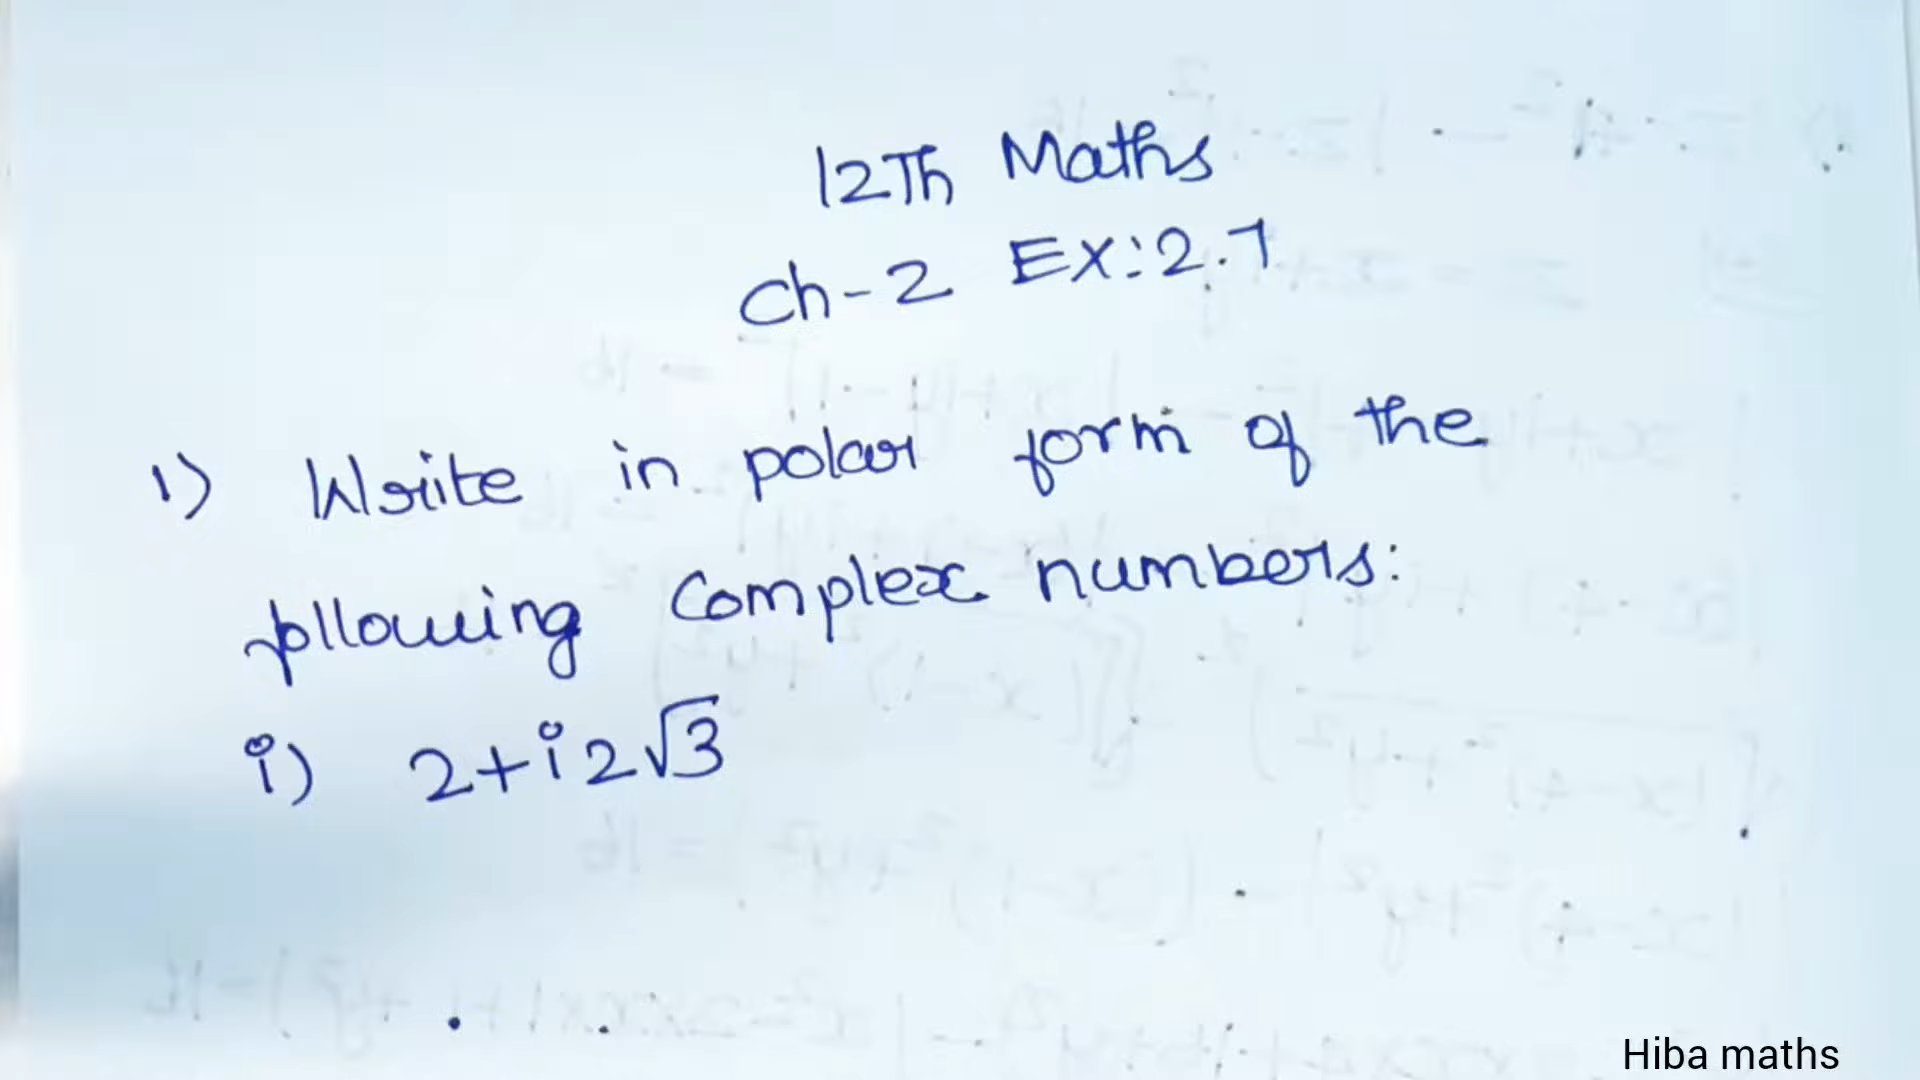 12Th Maths
Ch-2 EX:2.7
1) Write in polar form of the
following Complex numbers:
i) 2+i2√3
Hiba maths